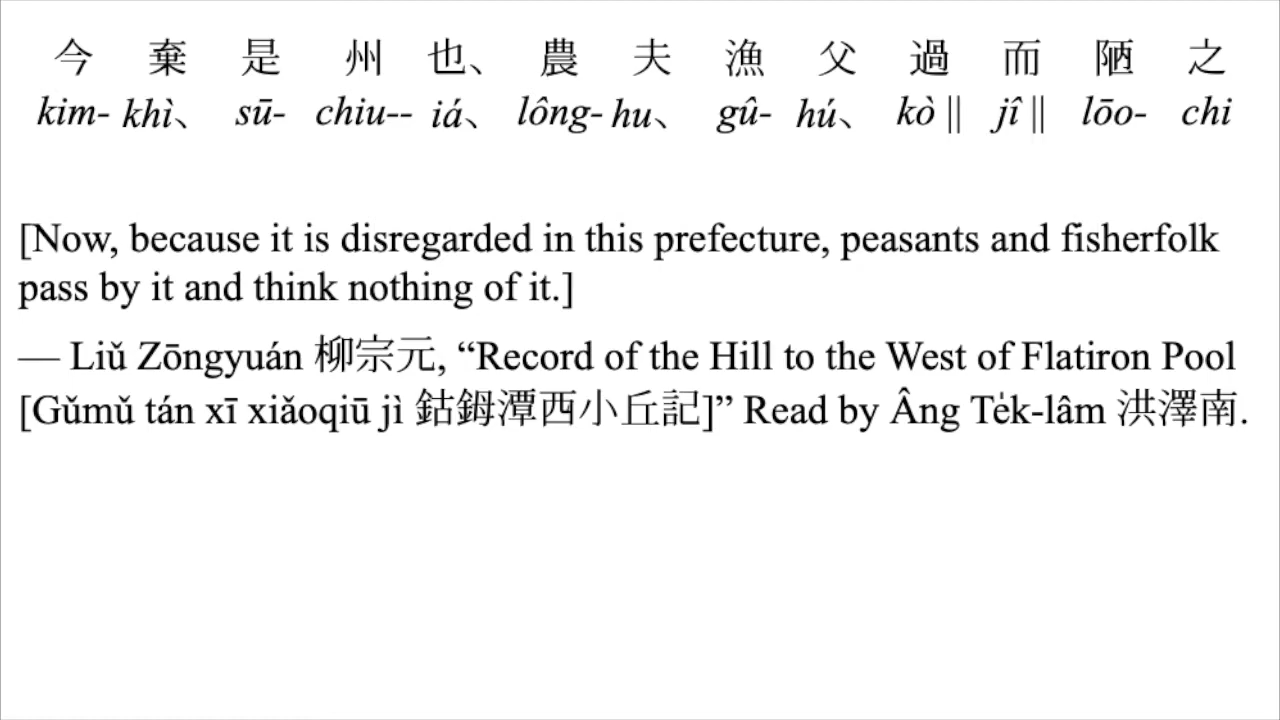 今 棄 是 州 也、 農 夫 漁 父 過 而 陋 之
kim- khì、 sū- chiu-- iá、 lông- hu、 gû- hú、 kò || jî || lōo- chi
[Now, because it is disregarded in this prefecture, peasants and fisherfolk
pass by it and think nothing of it.]
— Liǔ Zōngyuán 柳宗元, “Record of the Hill to the West of Flatiron Pool
[Gǔmǔ tán xī xiǎoqiū jì 鈷鉧潭西小丘記]” Read by Âng Te̍k-lâm 洪澤南.